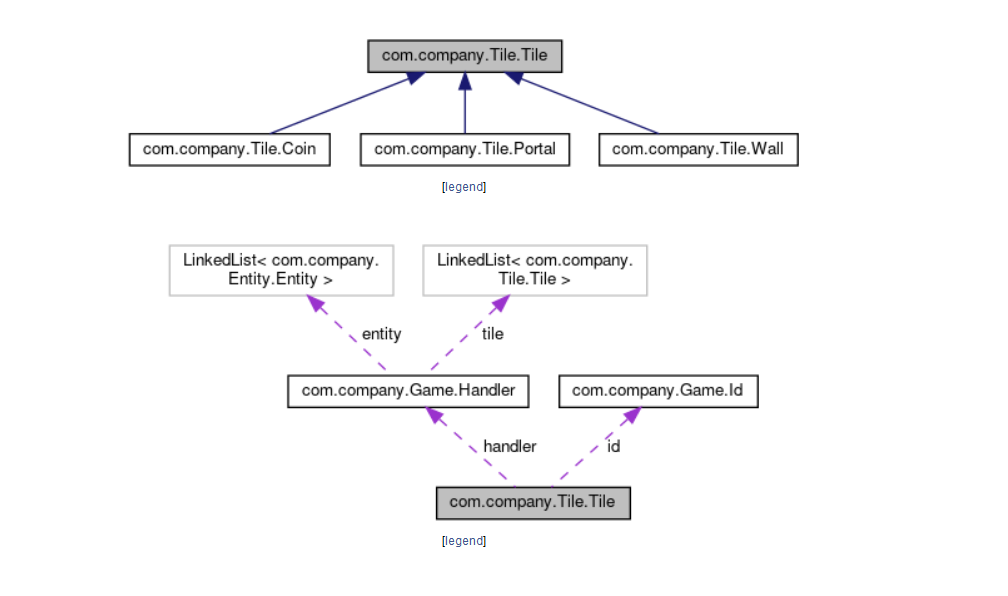 com.company.Tile.Tile
com.company.Tile.Coin
com.company.Tile.Portal
com.company.Tile.Wall
[legend]
LinkedList< com.company.
Entity.Entity >
LinkedList< com.company.
Tile.Tile >
entity
tile
com.company.Game.Handler
com.company.Game.Id
handler
id
com.company.Tile.Tile
[legend]